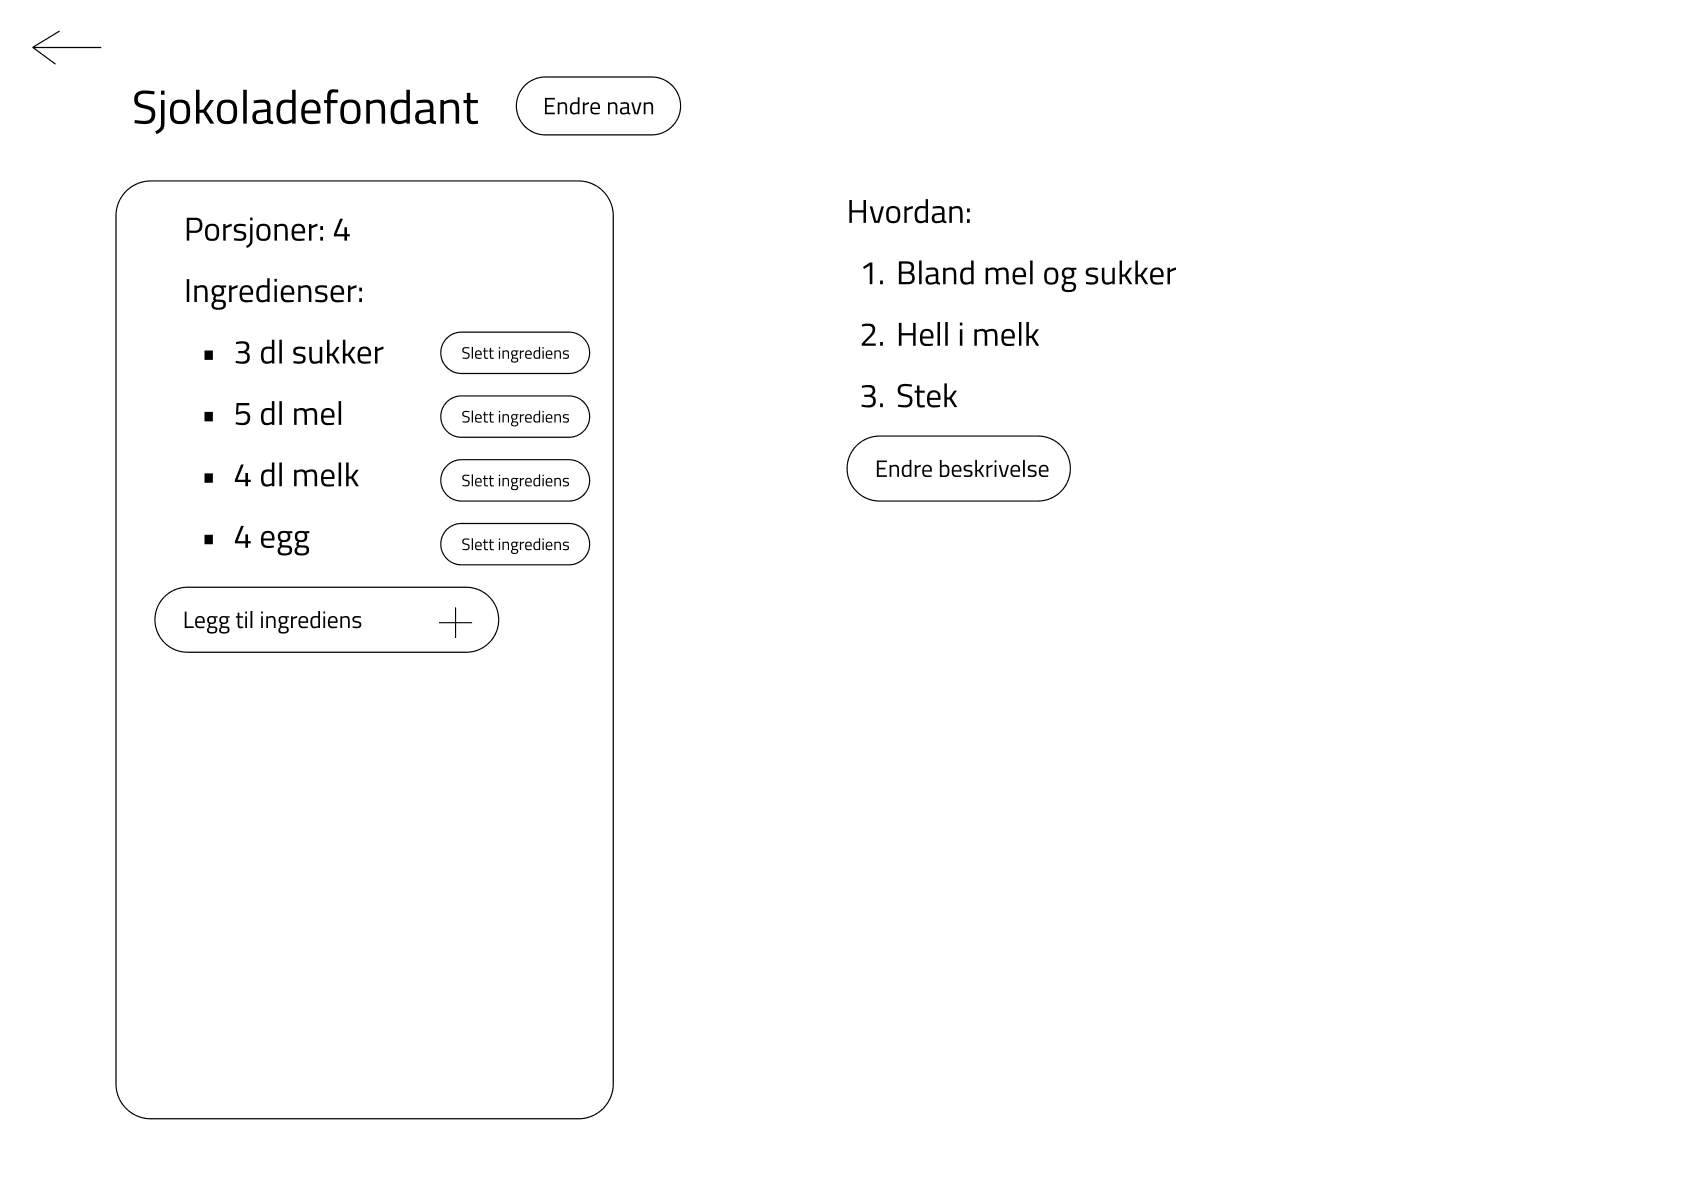 Sjokoladefondant
Endre navn
Porsjoner: 4
Ingredienser:
▪ 3 dl sukker
Slett ingrediens
▪ 5 dl mel
Slett ingrediens
▪ 4 dl melk
Slett ingrediens
▪ 4 egg
Slett ingrediens
Legg til ingrediens
Hvordan:
1. Bland mel og sukker
2. Hell i melk
3. Stek
Endre beskrivelse